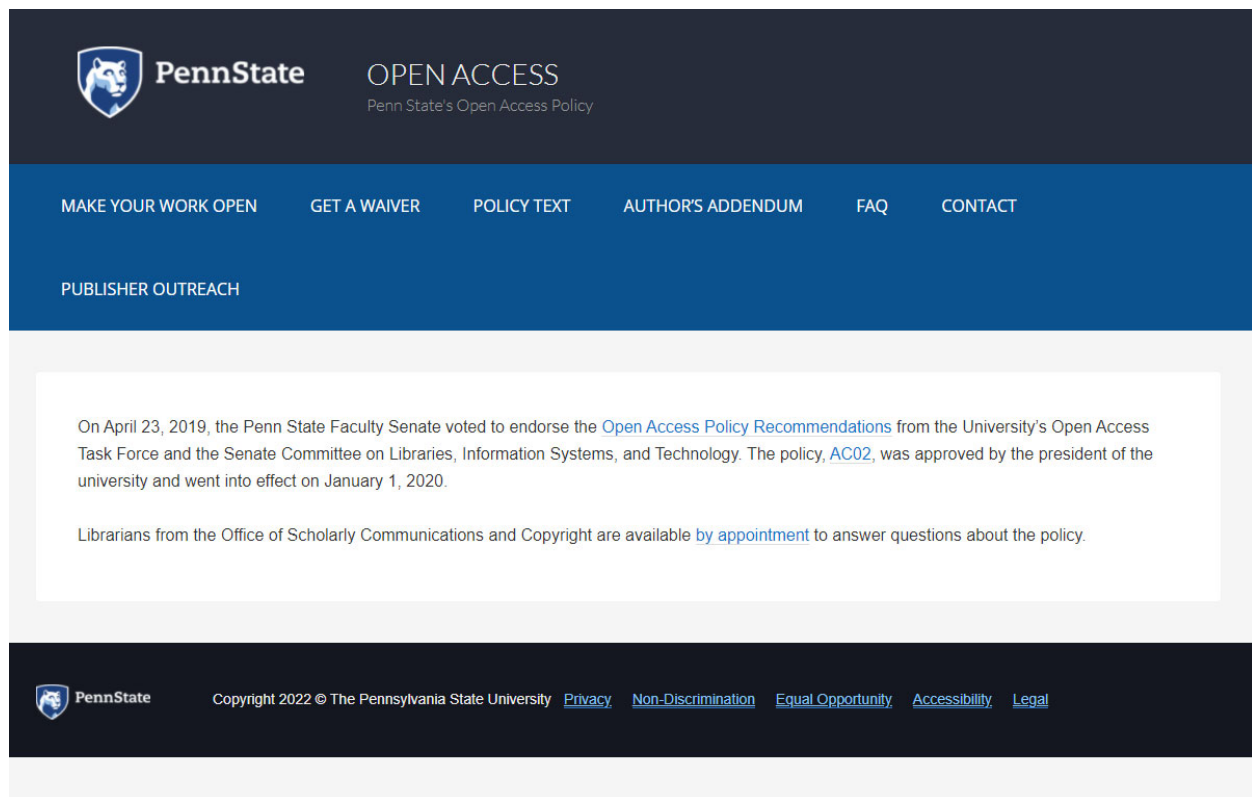 PennState
OPEN ACCESS
Penn State's Open Access Policy
MAKE YOUR WORK OPEN GET A WAIVER POLICY TEXT AUTHOR'S ADDENDUM FAQ CONTACT
PUBLISHER OUTREACH
On April 23, 2019, the Penn State Faculty Senate voted to endorse the Open Access Policy Recommendations from the University's Open Access
Task Force and the Senate Committee on Libraries, Information Systems, and Technology. The policy, AC02, was approved by the president of the
university and went into effect on January 1, 2020.
Librarians from the Office of Scholarly Communications and Copyright are available by appointment to answer questions about the policy.
PennState Copyright 2022 © The Pennsylvania State University Privacy Non-Discrimination Equal Opportunity Accessibility Legal